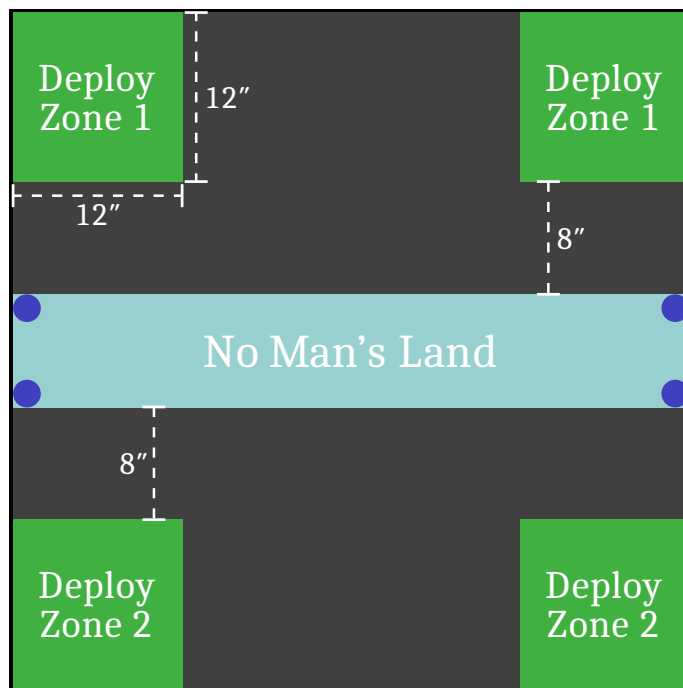 Deploy
Zone 1
12″
Deploy
Zone 1
12″
8″
No Man’s Land
8″
Deploy
Zone 2
Deploy
Zone 2